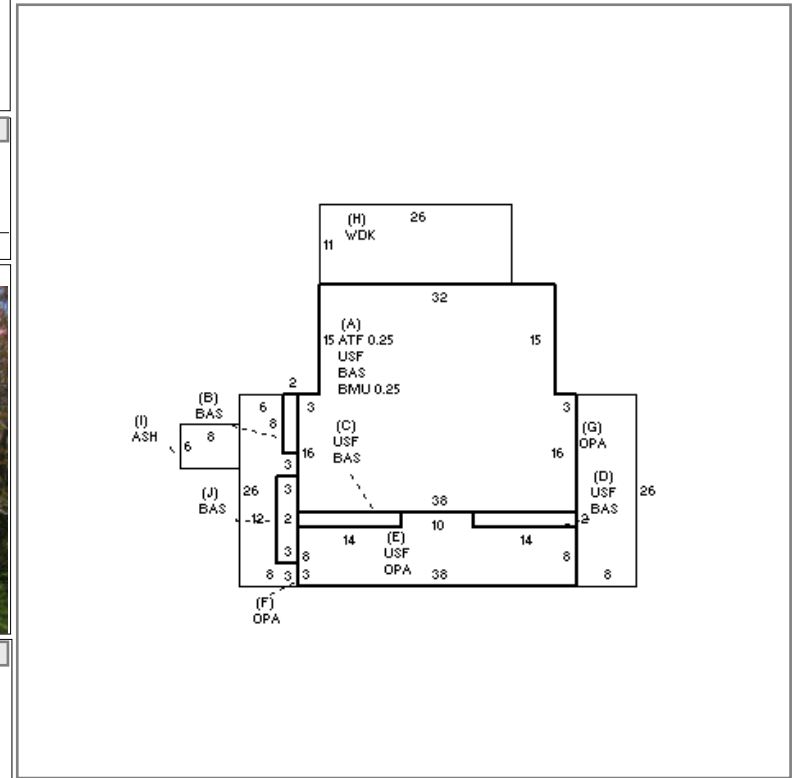 (H) 26
WDK
11
32
(A)
15 ATF 0.25 15
USF
BAS
BMU 0.25
2
(B)
BAS
6 3 3
8
(I)
ASH
8
6
(C)
USF
BAS
(G)
OPA
16 16
3
(J)
BAS
26
3
38
(D)
USF
BAS
26
12 2
10
2
14 (E) 14
USF
OPA
3 8 8
8 3 3 38 8
(F)
OPA